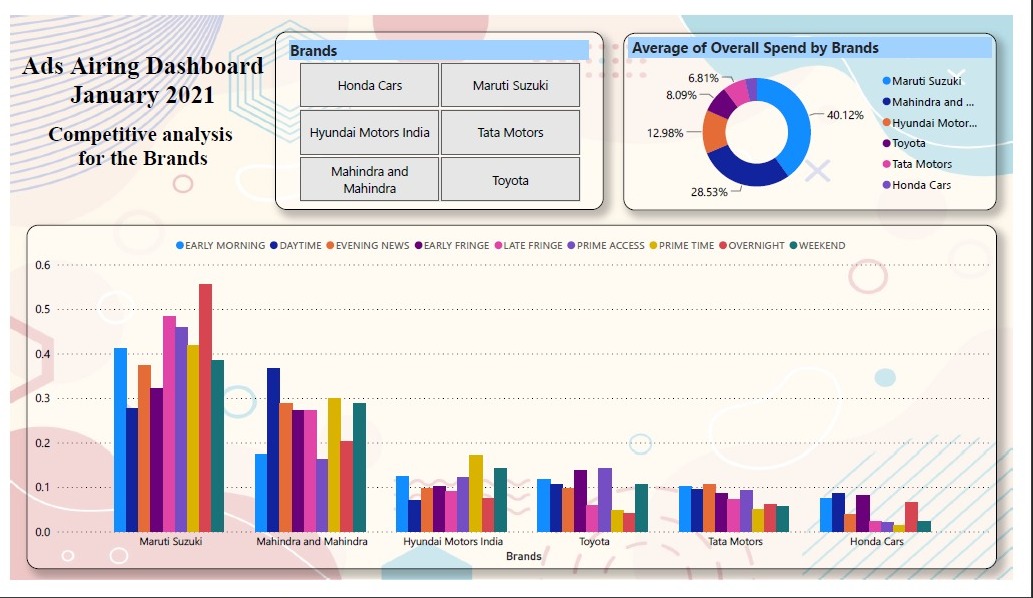 Ads Airing Dashboard
January 2021
Competitive analysis
for the Brands
Brands
Honda Cars
Maruti Suzuki
Hyundai Motors India
Tata Motors
Mahindra and
Mahindra
Toyota
Average of Overall Spend by Brands
6.81%
8.09%
12.98%
28.53%
40.12%
Maruti Suzuki
Mahindra and ...
Hyundai Motor...
Toyota
Tata Motors
Honda Cars
EARLY MORNING DAYTIME EVENING NEWS EARLY FRINGE LATE FRINGE PRIME ACCESS PRIME TIME OVERNIGHT WEEKEND
0.6
0.5
0.4
0.3
0.2
0.1
0.0
Maruti Suzuki Mahindra and Mahindra Hyundai Motors India Toyota Tata Motors Honda Cars
Brands